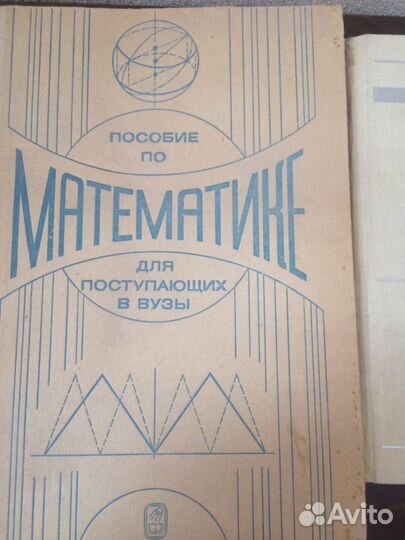 ПОСОБИЕ
ПО
МАТЕМАТИКЕ
ДЛЯ
ПОСТУПАЮЩИХ
В ВУЗЫ
Avito